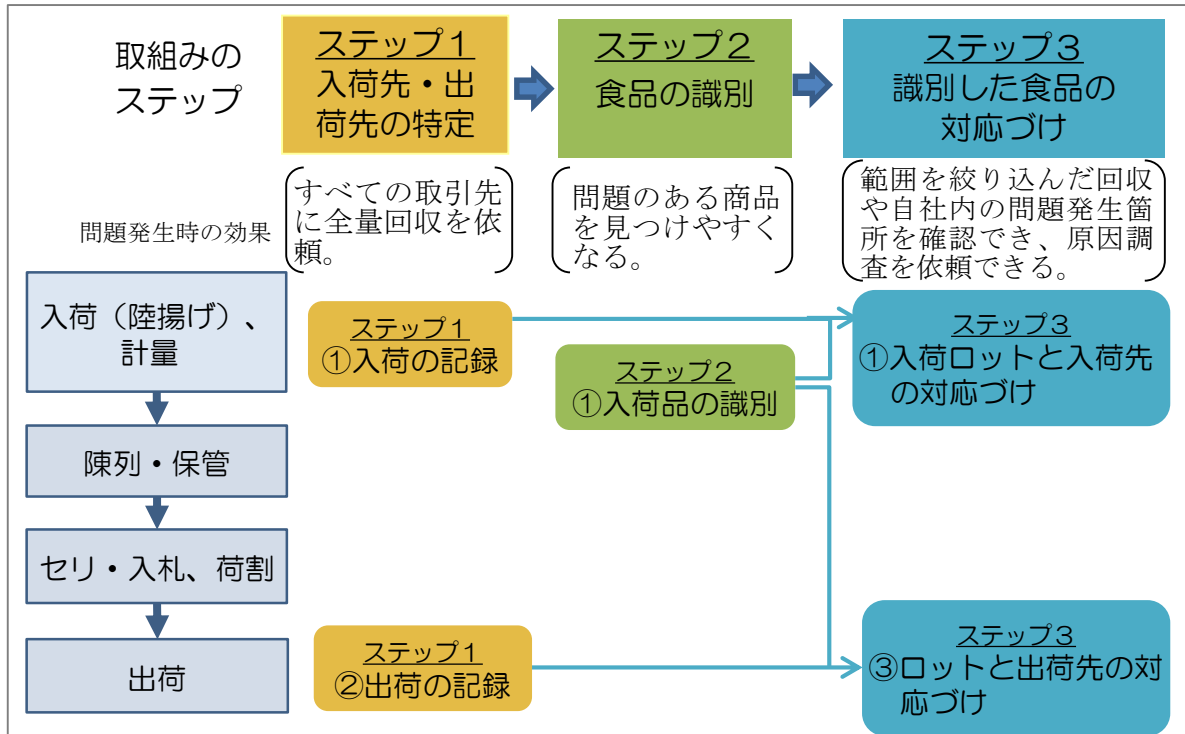 取組みの
ステップ
ステップ１
入荷先・出
荷先の特定
ステップ２
食品の識別
ステップ３
識別した食品の
対応づけ
問題発生時の効果
すべての取引先
に全量回収を依
頼。
問題のある商品
を見つけやすく
なる。
範囲を絞り込んだ回収
や自社内の問題発生箇
所を確認でき、原因調
査を依頼できる。
入荷（陸揚げ）、
計量
ステップ１
①入荷の記録
ステップ２
①入荷品の識別
ステップ３
①入荷ロットと入荷先
の対応づけ
陳列・保管
セリ・入札、荷割
出荷
ステップ１
②出荷の記録
ステップ３
③ロットと出荷先の対
応づけ